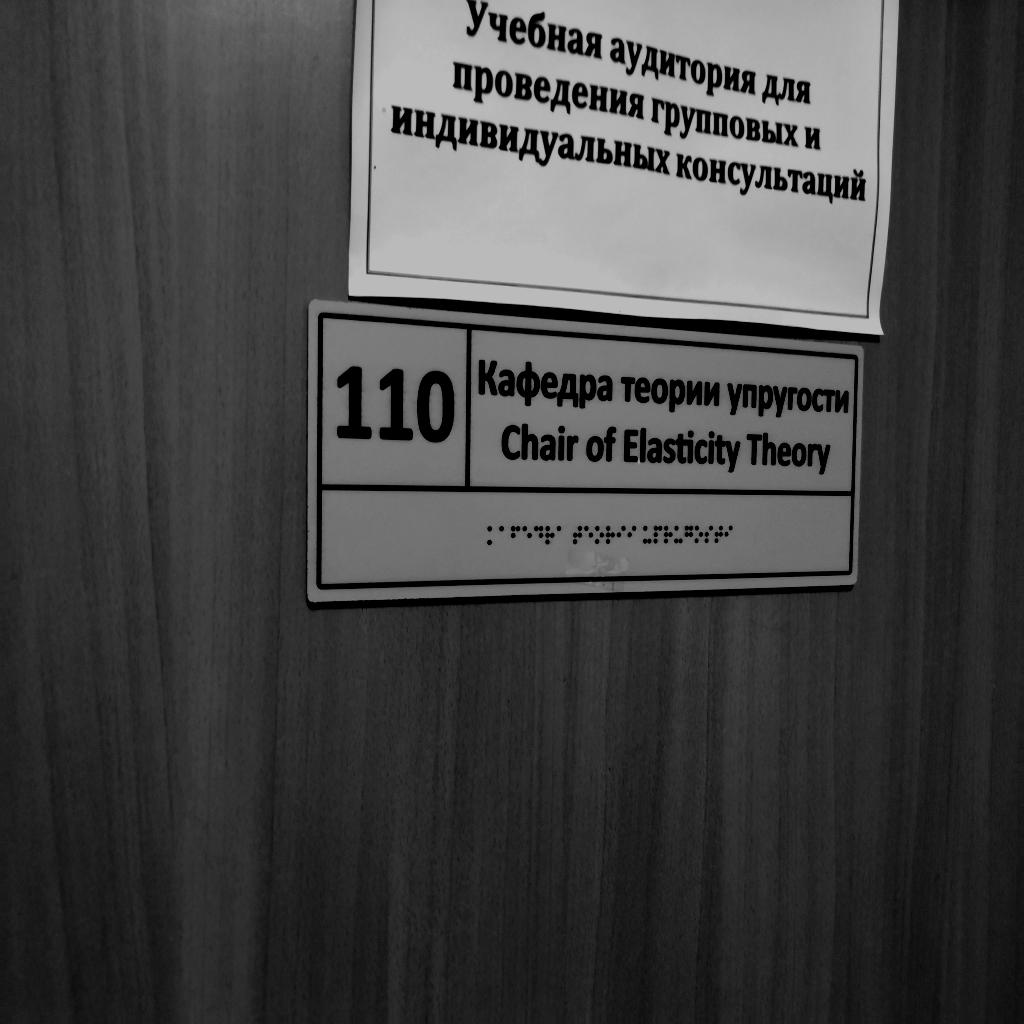 Учебная аудитория для
проведения групповых и
индивидуальных консультаций
110
Кафедра теории упругости
Chair of Elasticity Theory